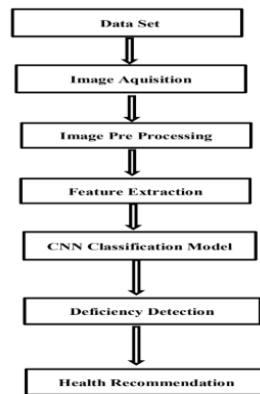 Data Set
Image Aquisition
Image Pre Processing
Feature Extraction
CNN Classification Model
Deficiency Detection
Health Recommendation